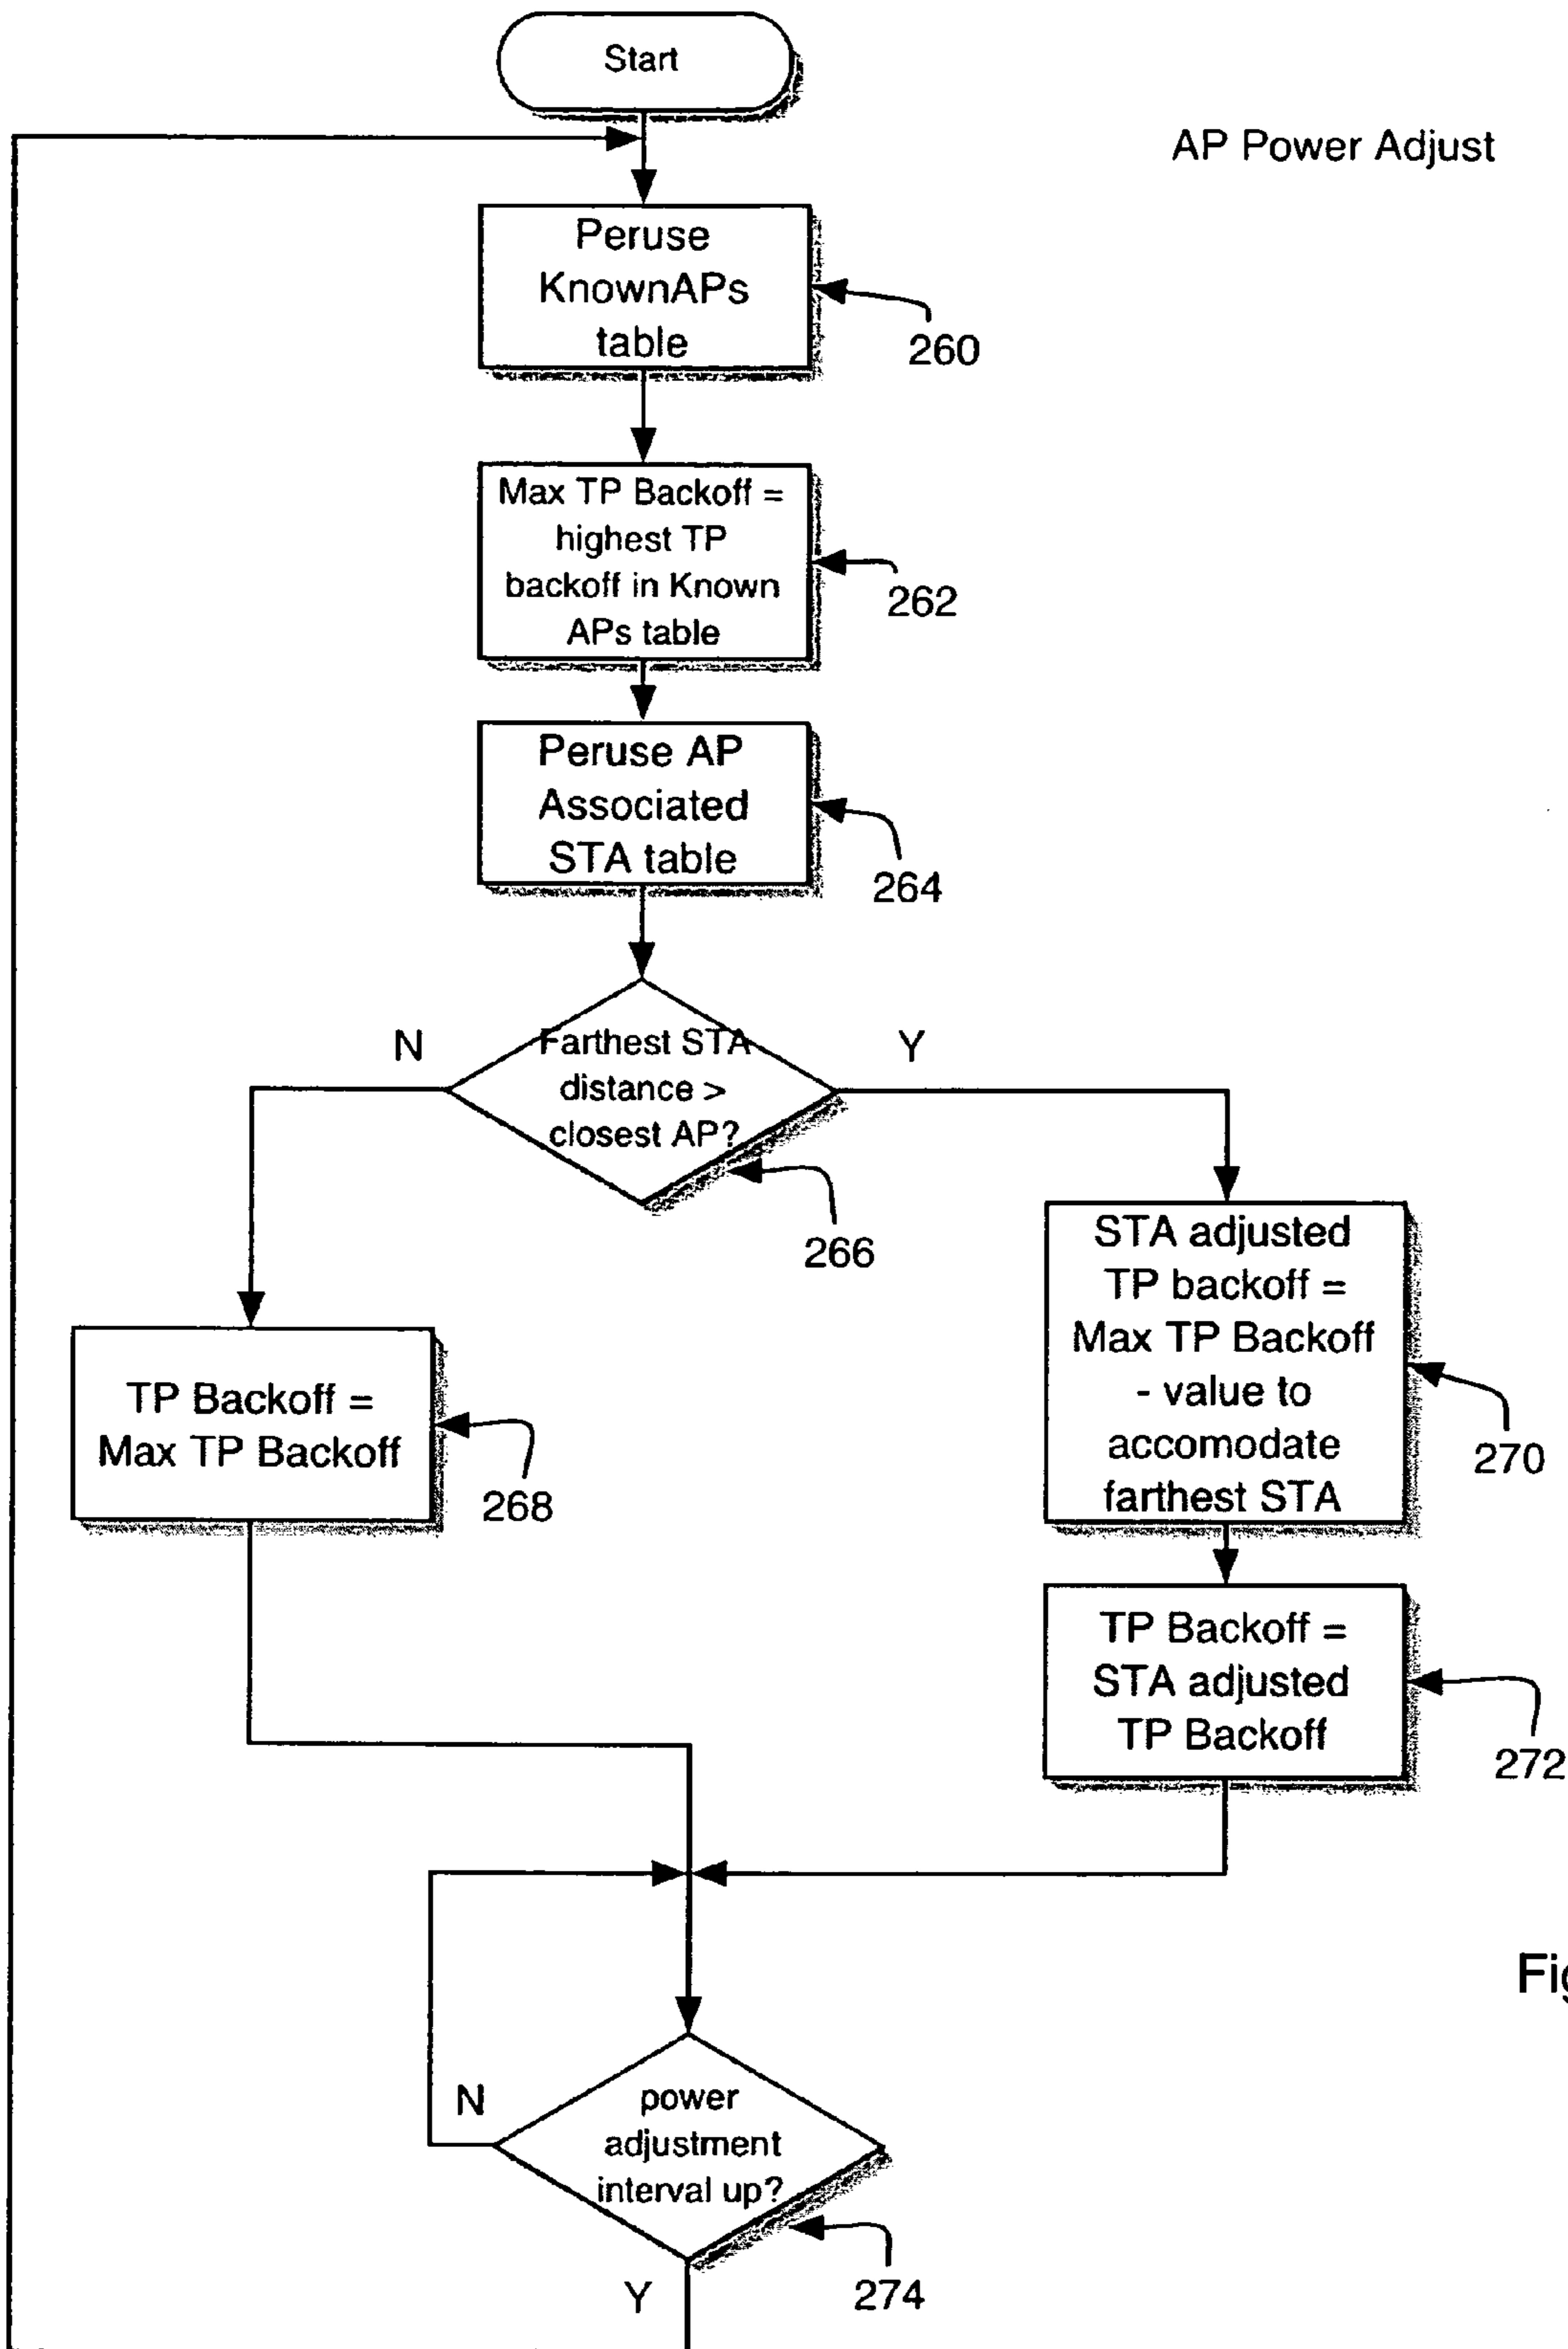 Start
AP Power Adjust
Peruse
KnownAPs
table
260
Max TP Backoff =
highest TP
backoff in Known
APs table
262
Peruse AP
Associated
STA table
264
N
Farthest STA
distance >
closest AP?
Y
266
STA adjusted
TP backoff =
Max TP Backoff
- value to
accomodate
farthest STA
270
TP Backoff =
Max TP Backoff
268
TP Backoff =
STA adjusted
TP Backoff
272
N
power
adjustment
interval up?
Y
274